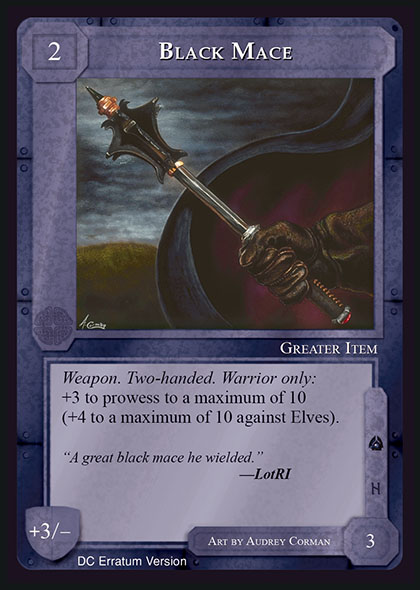 2
Black Mace
A. Corman
Greater Item
Weapon. Two-handed. Warrior only:
+3 to prowess to a maximum of 10
(+4 to a maximum of 10 against Elves).
“A great black mace he wielded.”
—LotRI
+3/–
Art by Audrey Corman
3
DC Erratum Version